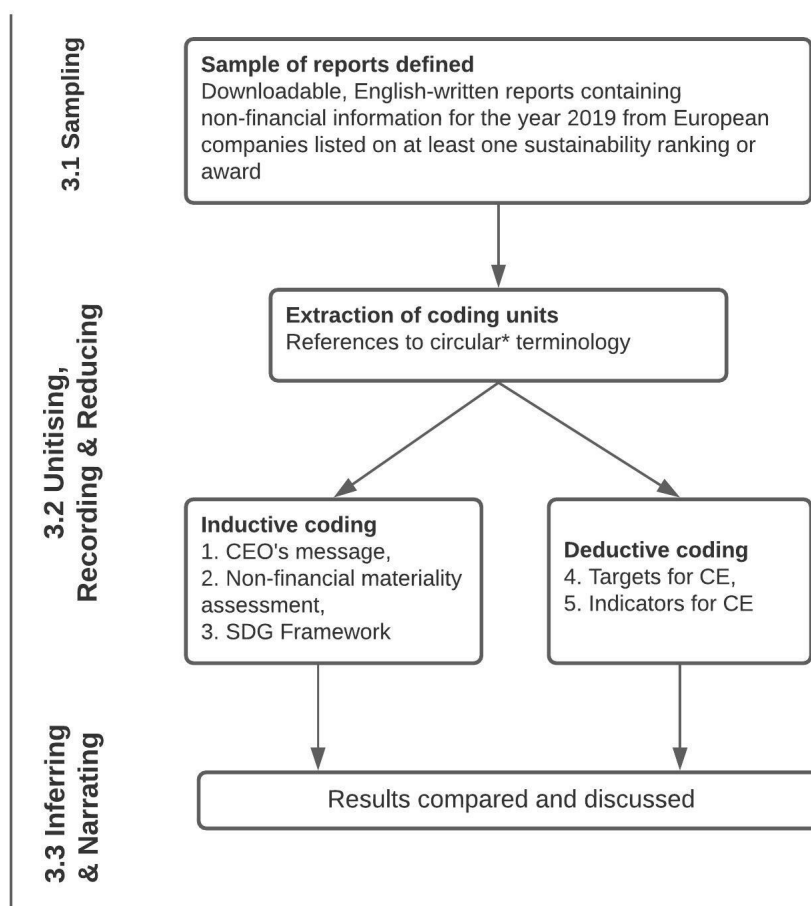 3.1 Sampling
Sample of reports defined
Downloadable, English-written reports containing
non-financial information for the year 2019 from European
companies listed on at least one sustainability ranking or
award
3.2 Unitising,
Recording & Reducing
Extraction of coding units
References to circular* terminology
Inductive coding
1. CEO's message,
2. Non-financial materiality
assessment,
3. SDG Framework
Deductive coding
4. Targets for CE,
5. Indicators for CE
3.3 Inferring
& Narrating
Results compared and discussed